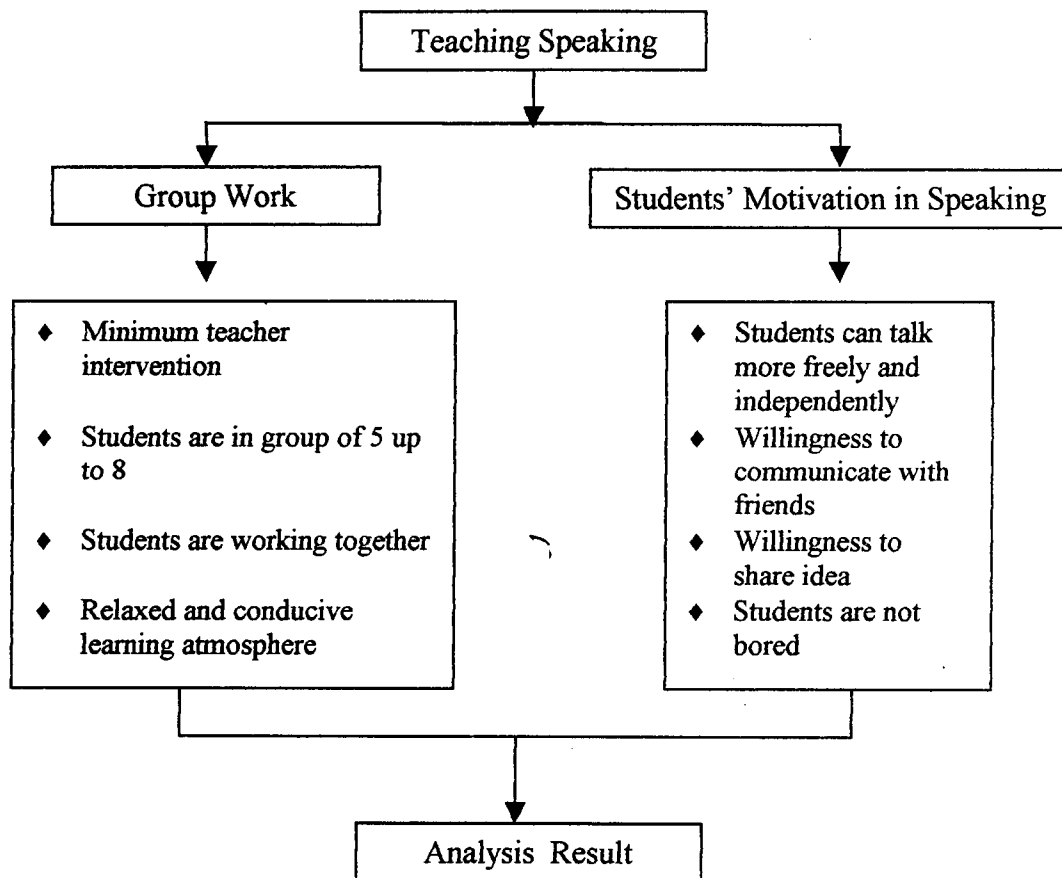 Teaching Speaking
Group Work
Students’ Motivation in Speaking
♦ Minimum teacher
intervention
♦ Students are in group of 5 up
to 8
♦ Students are working together
♦ Relaxed and conducive
learning atmosphere
♦ Students can talk
more freely and
independently
♦ Willingness to
communicate with
friends
♦ Willingness to
share idea
♦ Students are not
bored
Analysis Result